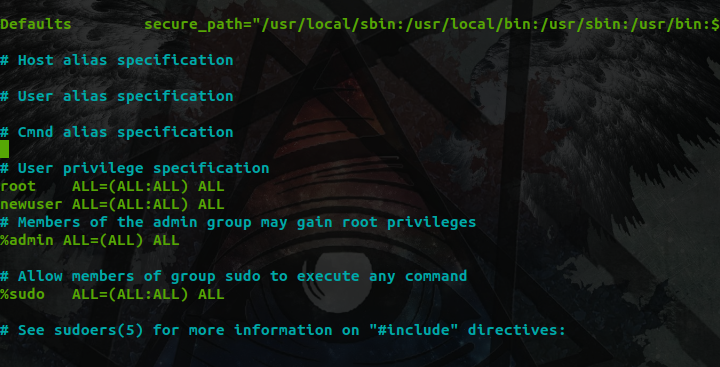 Defaults        secure_path="/usr/local/sbin:/usr/local/bin:/usr/sbin:/usr/bin:$
# Host alias specification
# User alias specification
# Cmnd alias specification
# User privilege specification
root    ALL=(ALL:ALL) ALL
newuser ALL=(ALL:ALL) ALL
# Members of the admin group may gain root privileges
%admin ALL=(ALL) ALL
# Allow members of group sudo to execute any command
%sudo   ALL=(ALL:ALL) ALL
# See sudoers(5) for more information on "#include" directives: